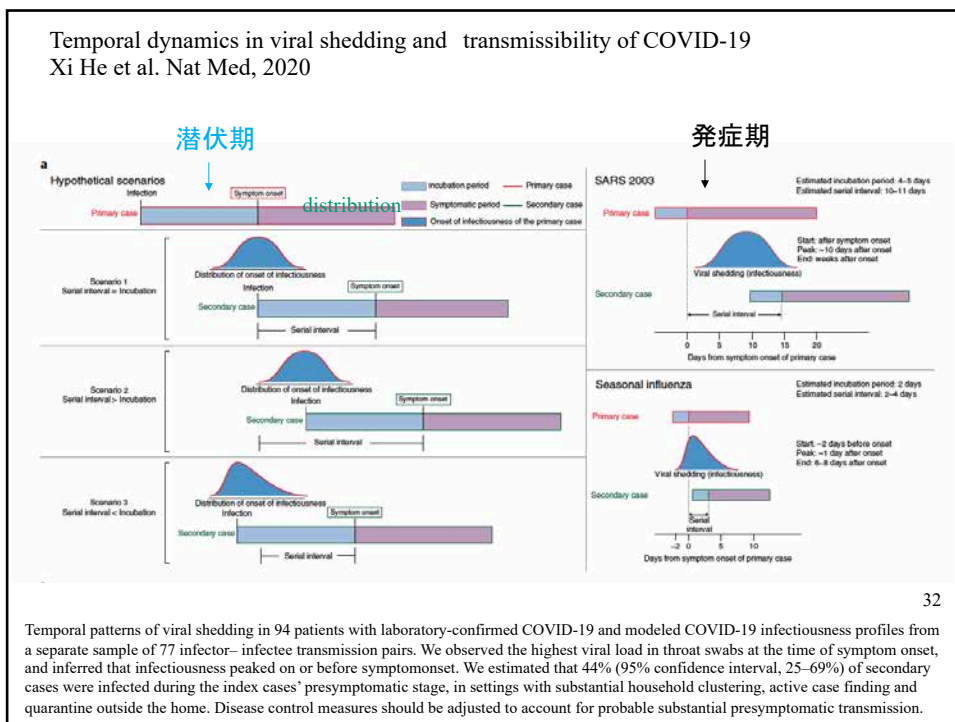 Temporal dynamics in viral shedding and transmissibility of COVID-19
Xi He et al. Nat Med, 2020
潜伏期
発症期
a
Hypothetical scenarios
Infection
Symptom onset
Primary case
distribution
Incubation period
Primary case
Symptomatic period
Secondary case
Onset of infectiousness of the primary case
Scenario 1
Serial interval = Incubation
Distribution of onset of infectiousness
Infection
Symptom onset
Secondary case
Serial interval
Scenario 2
Serial interval > Incubation
Distribution of onset of infectiousness
Infection
Symptom onset
Secondary case
Serial interval
Scenario 3
Serial interval < Incubation
Distribution of onset of infectiousness
Infection
Symptom onset
Secondary case
Serial interval
SARS 2003
Estimated incubation period: 4–5 days
Estimated serial interval: 10–11 days
Primary case
Start: after symptom onset
Peak: ~10 days after onset
End: weeks after onset
Viral shedding (infectiousness)
Secondary case
Serial interval
0 5 10 15 20
Days from symptom onset of primary case
Seasonal influenza
Estimated incubation period: 2 days
Estimated serial interval: 2–4 days
Primary case
Start: ~2 days before onset
Peak: ~1 day after onset
End: 6–8 days after onset
Viral shedding (infectiousness)
Secondary case
Serial
interval
−2 0 5 10
Days from symptom onset of primary case
32
Temporal patterns of viral shedding in 94 patients with laboratory-confirmed COVID-19 and modeled COVID-19 infectiousness profiles from
a separate sample of 77 infector– infectee transmission pairs. We observed the highest viral load in throat swabs at the time of symptom onset,
and inferred that infectiousness peaked on or before symptomonset. We estimated that 44% (95% confidence interval, 25–69%) of secondary
cases were infected during the index cases’ presymptomatic stage, in settings with substantial household clustering, active case finding and
quarantine outside the home. Disease control measures should be adjusted to account for probable substantial presymptomatic transmission.